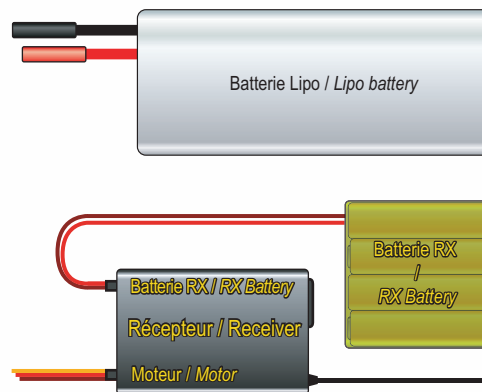 Batterie Lipo / Lipo battery
Batterie RX / RX Battery
Récepteur / Receiver
Moteur / Motor
Batterie RX
/
RX Battery